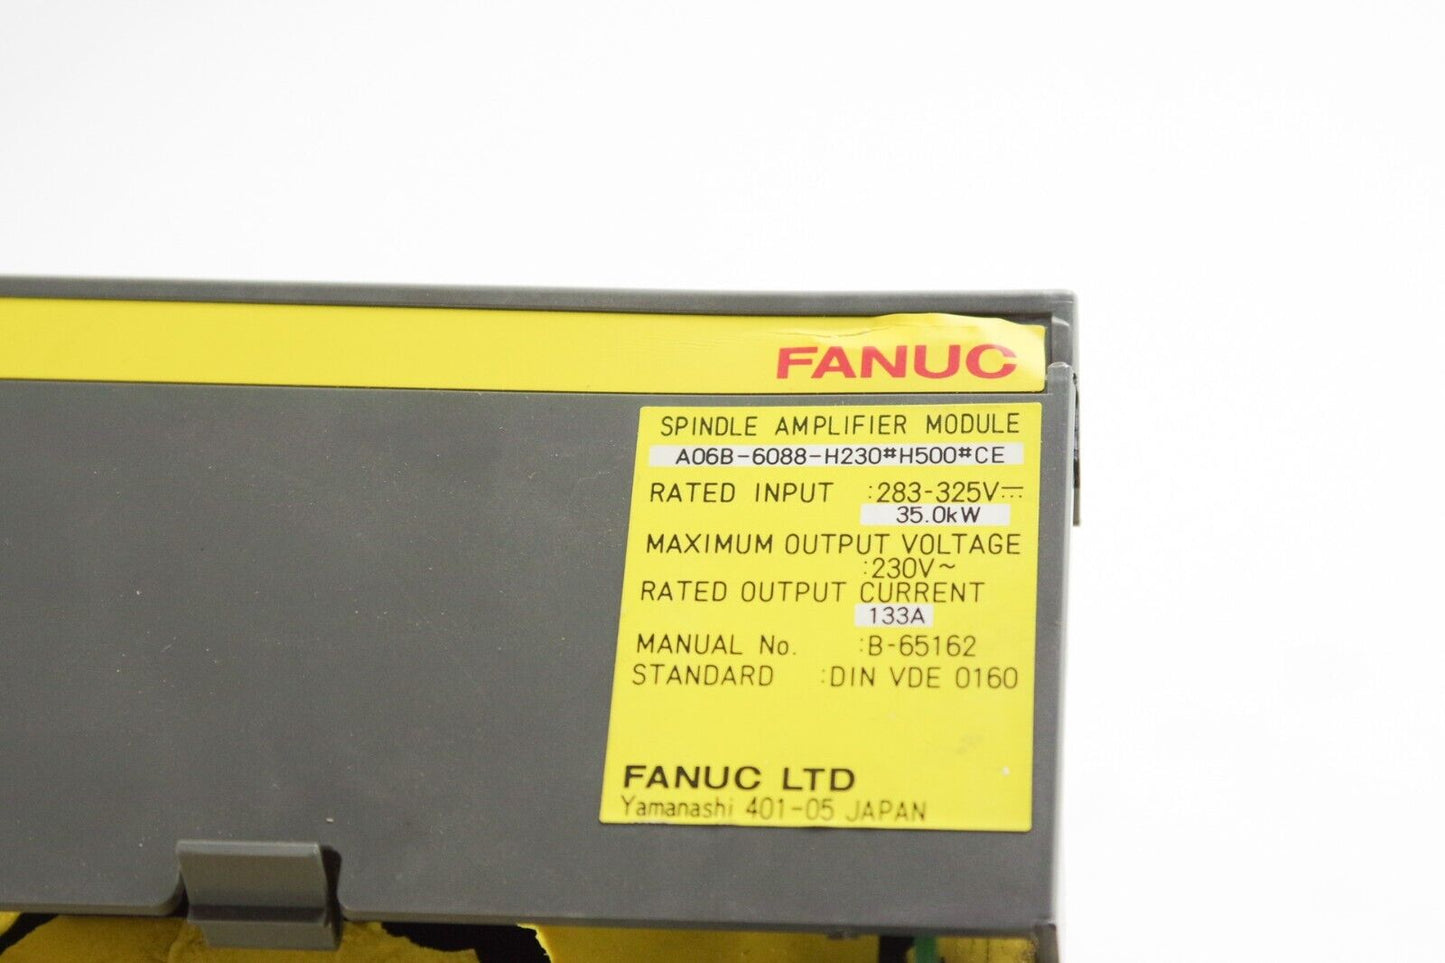 FANUC
SPINDLE AMPLIFIER MODULE
A06B-6088-H230#H500#CE
RATED INPUT :283-325V⎓
35.0kW
MAXIMUM OUTPUT VOLTAGE
:230V~
RATED OUTPUT CURRENT
133A
MANUAL No. :B-65162
STANDARD :DIN VDE 0160
FANUC LTD
Yamanashi 401-05 JAPAN